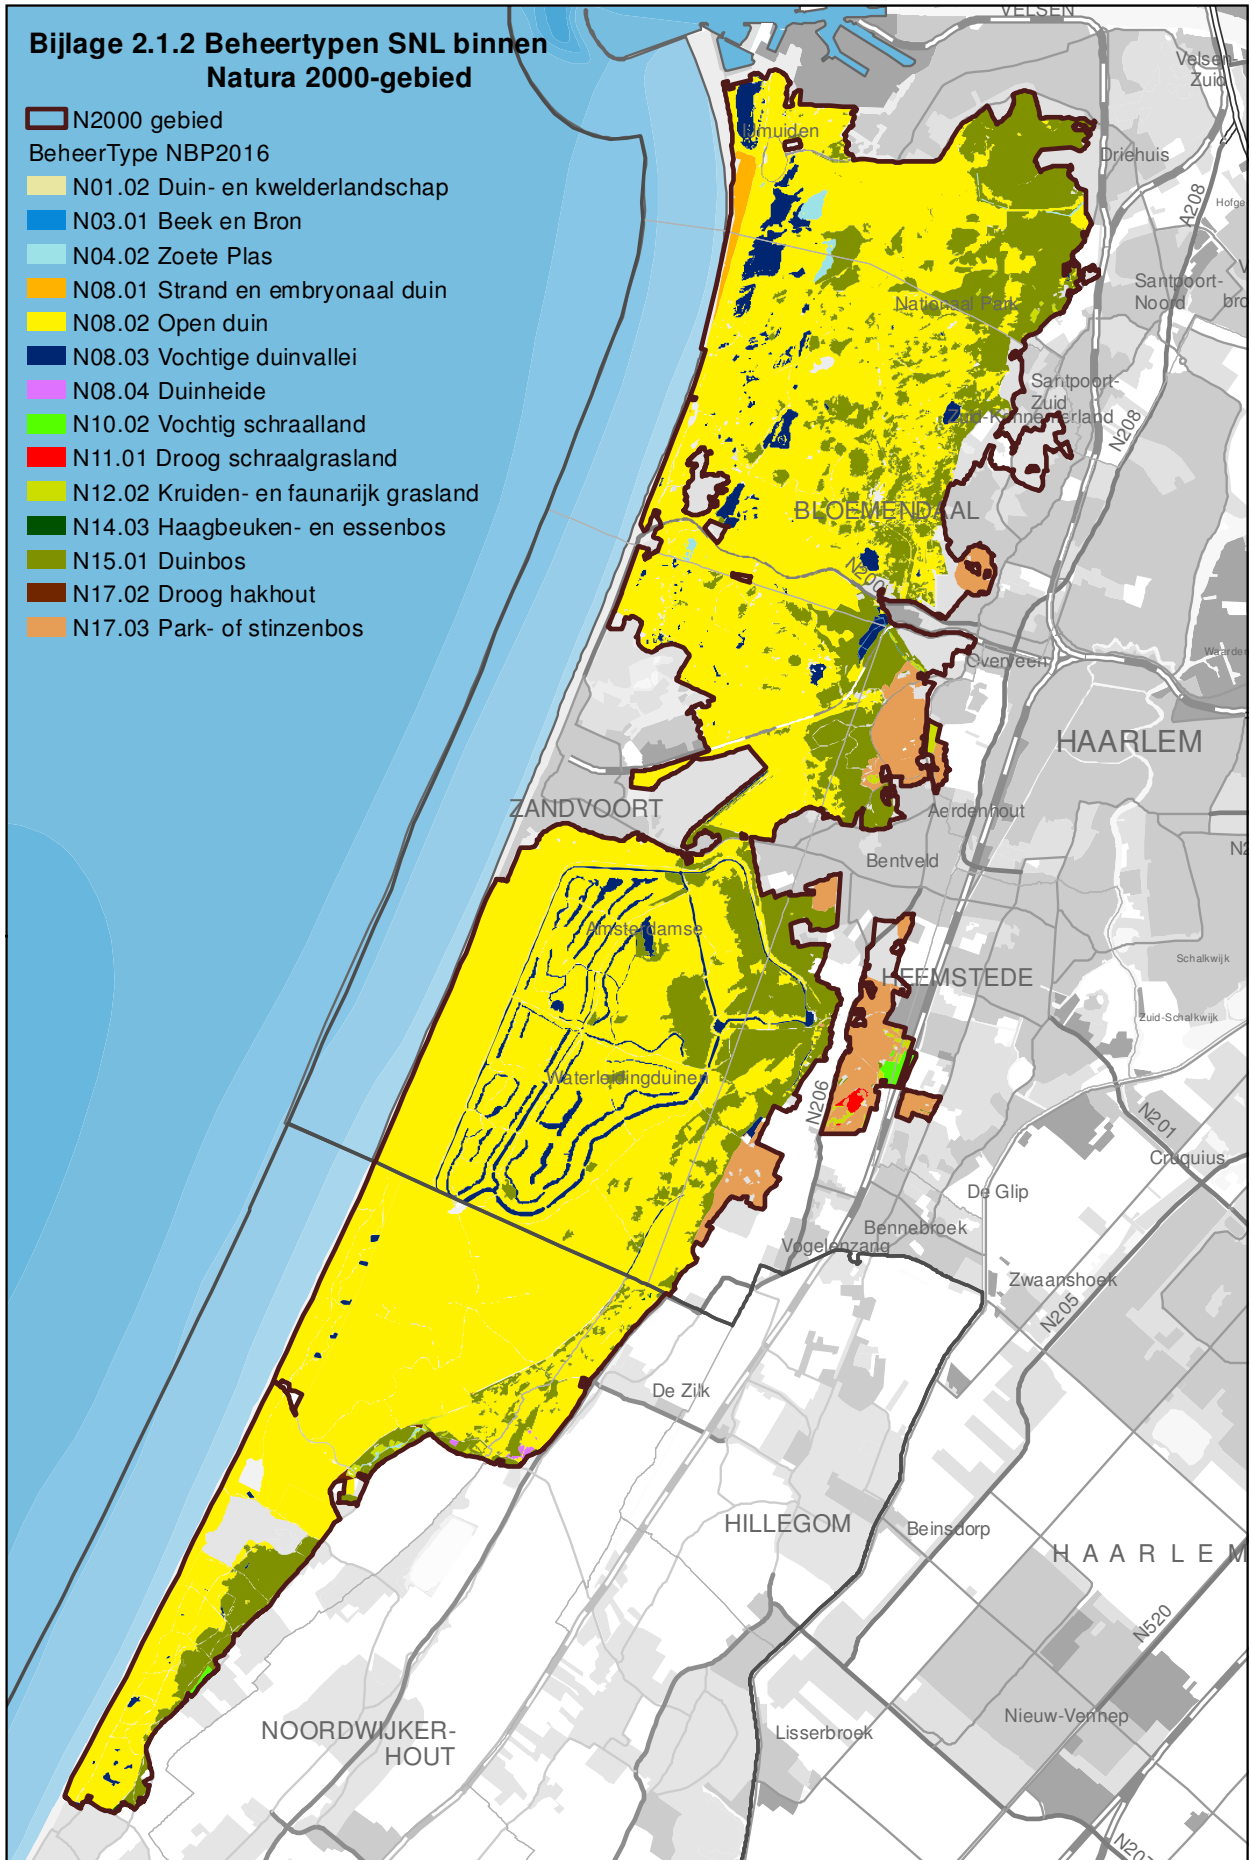 Bijlage 2.1.2 Beheertypen SNL binnen
Natura 2000-gebied
N2000 gebied
BeheerType NBP2016
N01.02 Duin- en kwelderlandschap
N03.01 Beek en Bron
N04.02 Zoete Plas
N08.01 Strand en embryonaal duin
N08.02 Open duin
N08.03 Vochtige duinvallei
N08.04 Duinheide
N10.02 Vochtig schraalland
N11.01 Droog schraalgrasland
N12.02 Kruiden- en faunarijk grasland
N14.03 Haagbeuken- en essenbos
N15.01 Duinbos
N17.02 Droog hakhout
N17.03 Park- of stinzenbos
VELSEN
Velsen-
Zuid
IJmuiden
Driehuis
A208
Hofge
Santpoort-
Noord
bro
Nationaal Park
Santpoort-
Zuid
Zuid-Kennemerland
N208
BLOEMENDAAL
N200
Overveen
Waarder
HAARLEM
ZANDVOORT
Aerdenhout
Bentveld
N2
Amsterdamse
HEEMSTEDE
Schalkwijk
Zuid-Schalkwijk
Waterleidingduinen
N206
N201
Cruquius
De Glip
Bennebroek
Vogelenzang
Zwaanshoek
N205
De Zilk
HILLEGOM
Beinsdorp
HAARLEM
N520
NOORDWIJKER-
HOUT
Lisserbroek
Nieuw-Vennep
N207